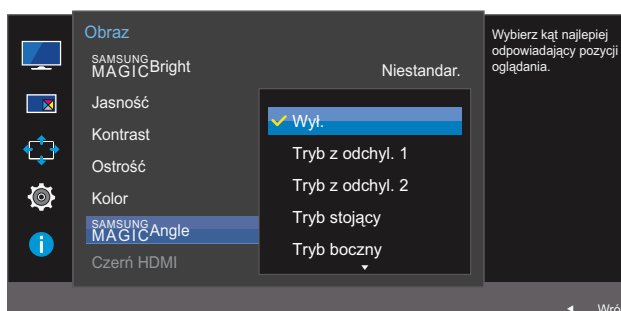 Obraz
SAMSUNG
MAGICBright Niestandar.
Jasność
Kontrast
Ostrość
Kolor
SAMSUNG
MAGICAngle
Czerń HDMI
Wył.
Tryb z odchyl. 1
Tryb z odchyl. 2
Tryb stojący
Tryb boczny
Wybierz kąt najlepiej
odpowiadający pozycji
oglądania.